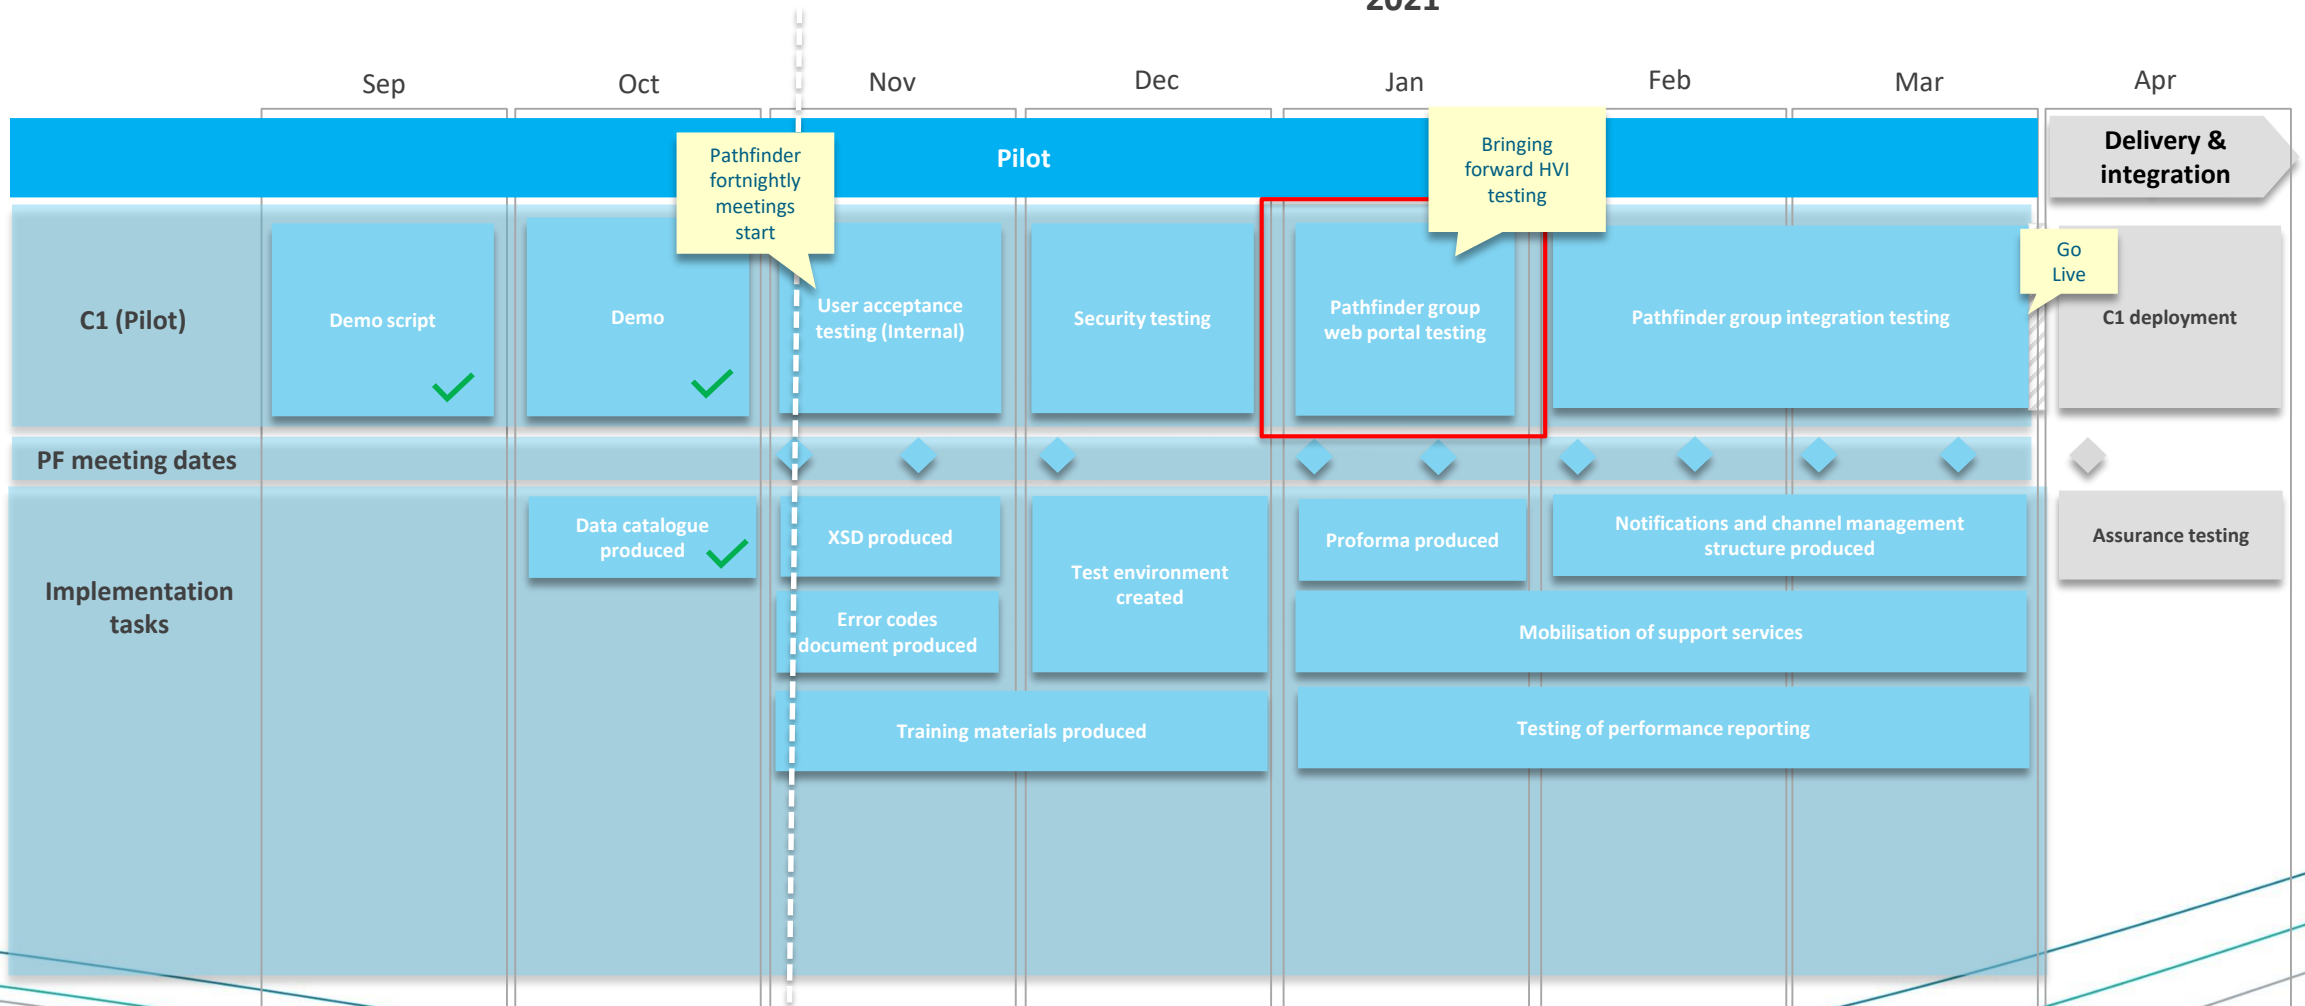 2021
Sep
Oct
Nov
Dec
Jan
Feb
Mar
Apr
Pilot
Delivery &
integration
Pathfinder
fortnightly
meetings
start
Bringing
forward HVI
testing
Go
Live
C1 (Pilot)
Demo script
Demo
User acceptance
testing (Internal)
Security testing
Pathfinder group
web portal testing
Pathfinder group integration testing
C1 deployment
PF meeting dates
Implementation
tasks
Data catalogue
produced
XSD produced
Error codes
document produced
Training materials produced
Test environment
created
Proforma produced
Notifications and channel management
structure produced
Mobilisation of support services
Testing of performance reporting
Assurance testing